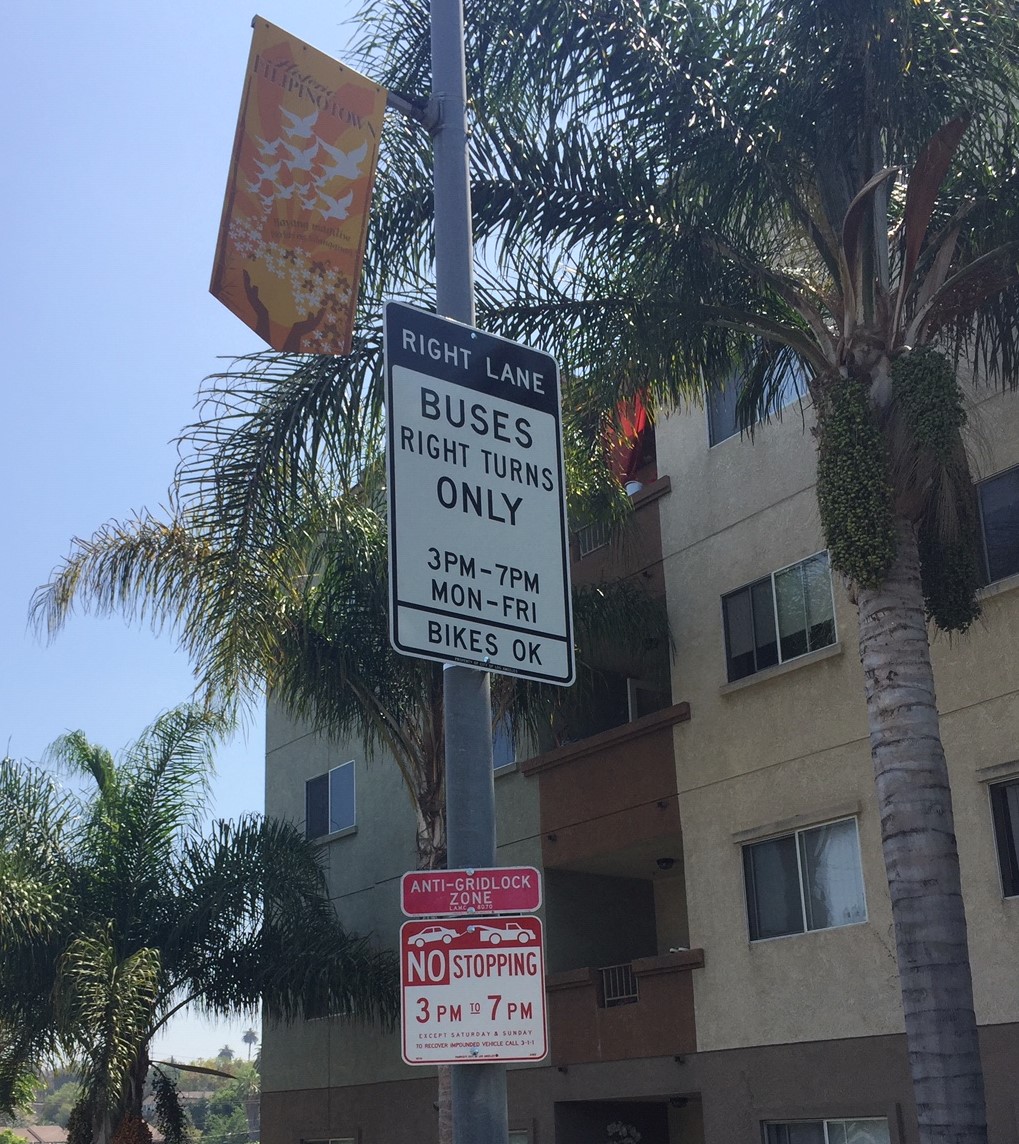 Historic
FILIPINOTOWN
RIGHT LANE
BUSES
RIGHT TURNS
ONLY
3PM-7PM
MON-FRI
BIKES OK
ANTI-GRIDLOCK
ZONE
NO STOPPING
3 PM TO 7 PM
EXCEPT SATURDAY & SUNDAY
TO RECOVER IMPOUNDED VEHICLE CALL 3-1-1